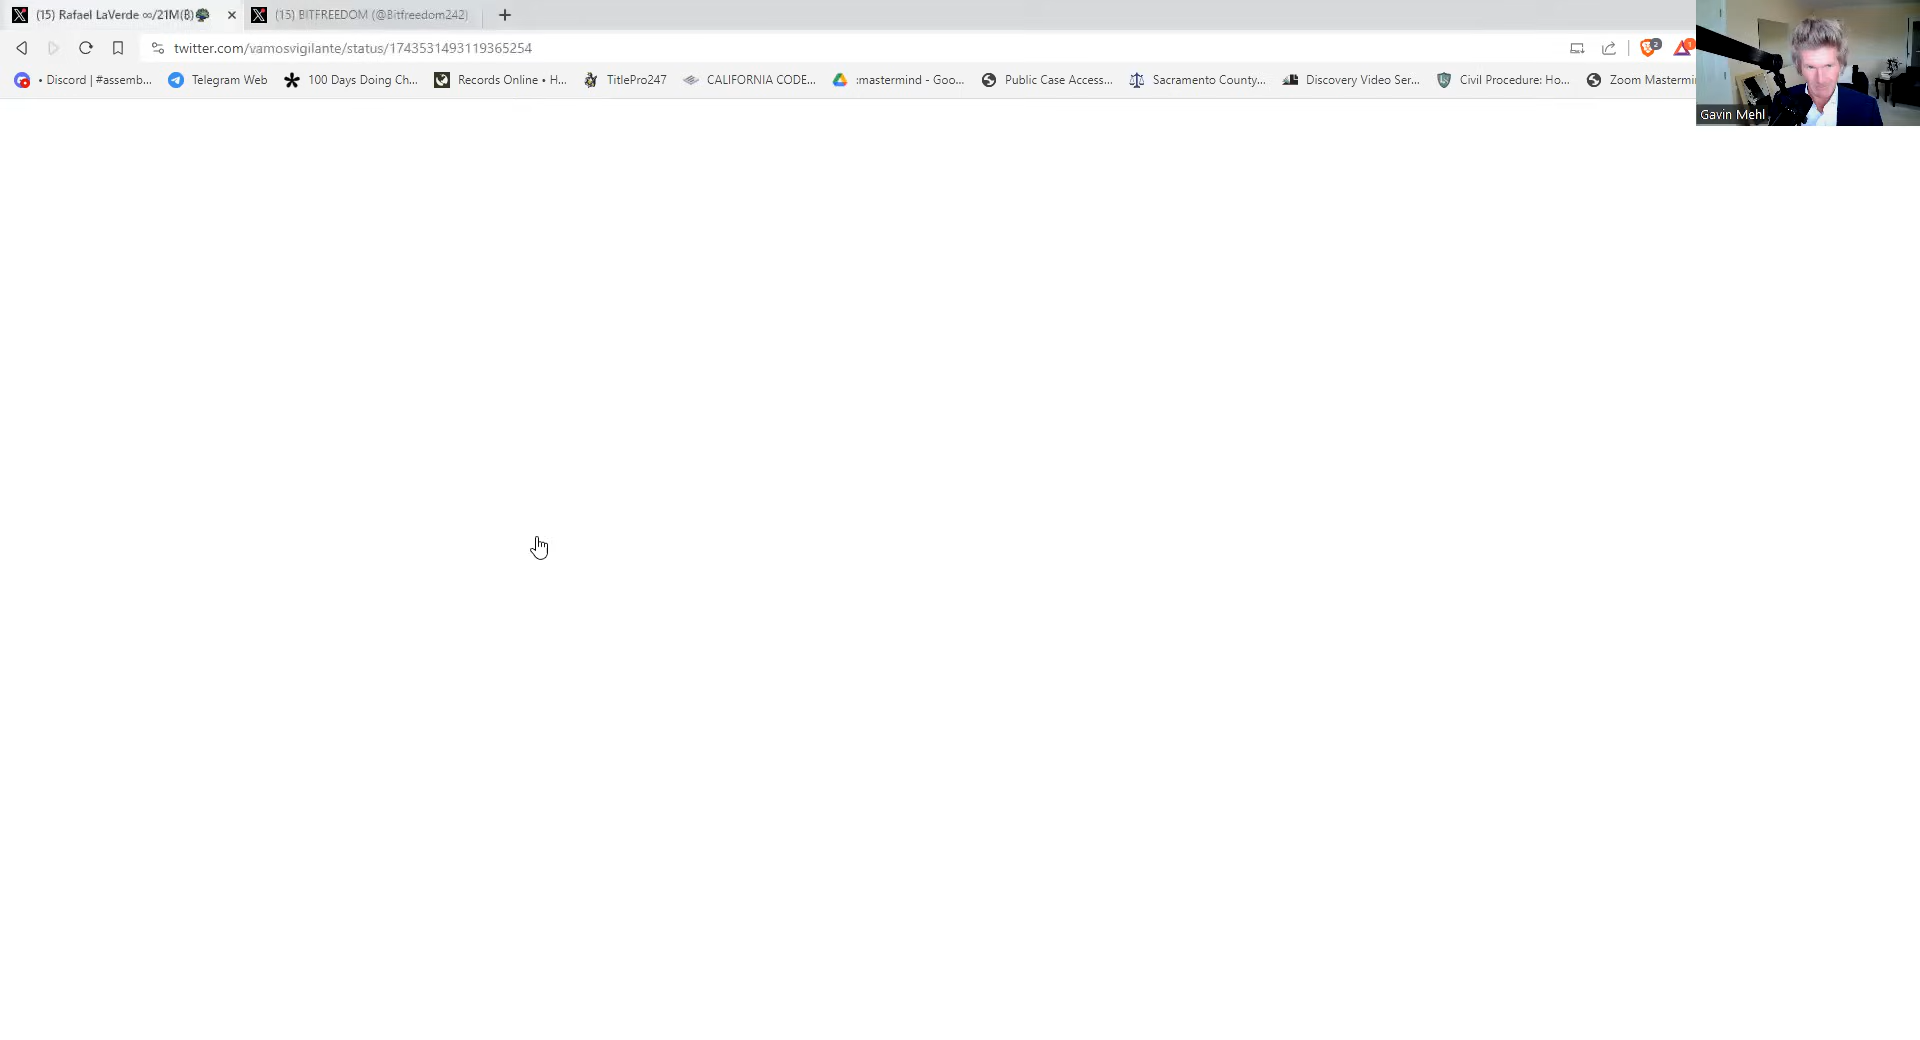 (15) Rafael LaVerde ∞/21M(₿) (15) BITFREEDOM (@Bitfreedom242)
twitter.com/vamosvigilante/status/1743531493119365254
2
1
• Discord | #assemb... Telegram Web 100 Days Doing Ch... Records Online • H... TitlePro247 CALIFORNIA CODE... :mastermind - Goo... Public Case Access... Sacramento County... Discovery Video Ser... Civil Procedure: Ho... Zoom Mastermi
Gavin Mehl